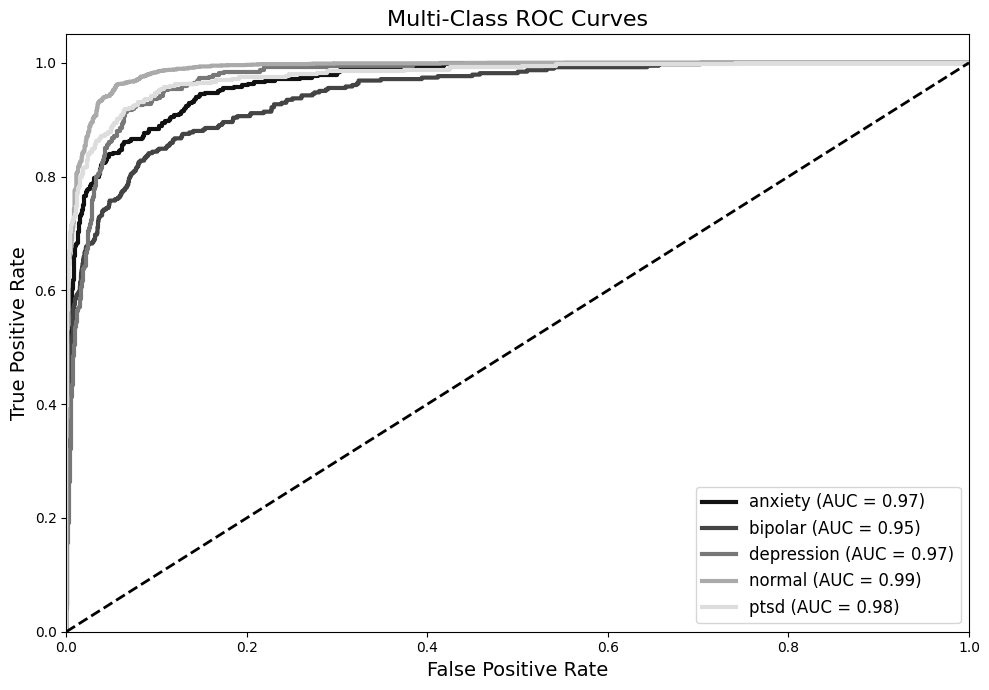 Multi-Class ROC Curves
True Positive Rate
1.0
0.8
0.6
0.4
0.2
0.0
anxiety (AUC = 0.97)
bipolar (AUC = 0.95)
depression (AUC = 0.97)
normal (AUC = 0.99)
ptsd (AUC = 0.98)
0.0 0.2 0.4 0.6 0.8 1.0
False Positive Rate